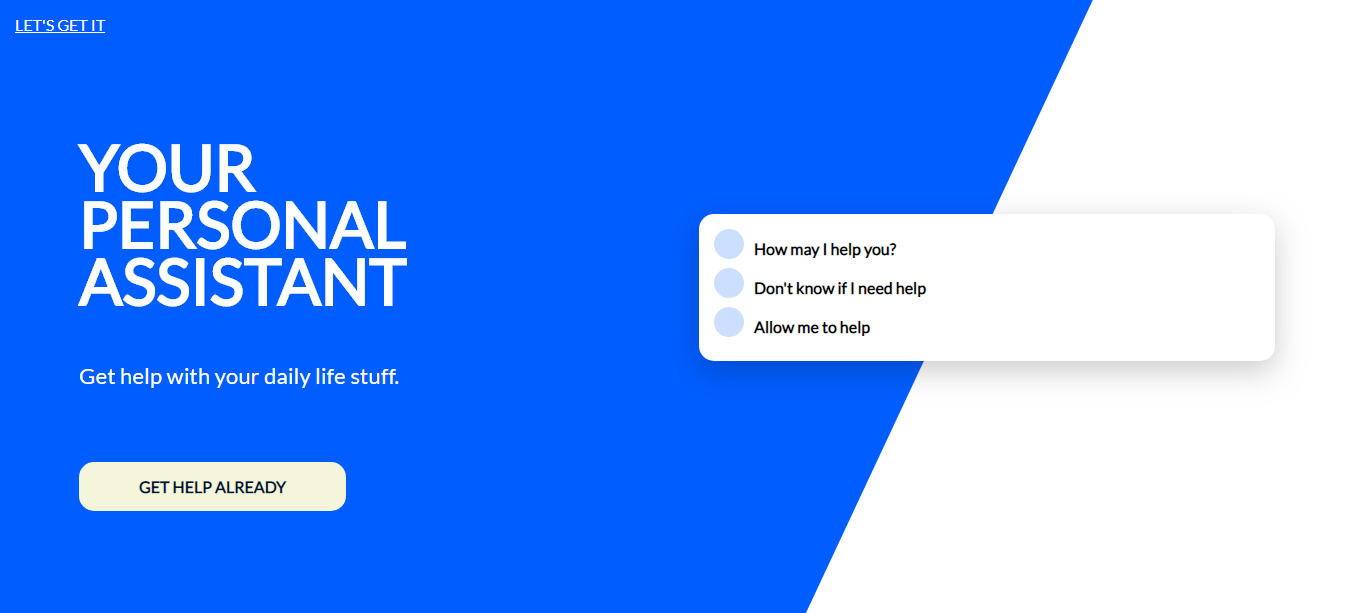 LET'S GET IT
YOUR
PERSONAL
ASSISTANT
Get help with your daily life stuff.
GET HELP ALREADY
How may I help you?
Don't know if I need help
Allow me to help